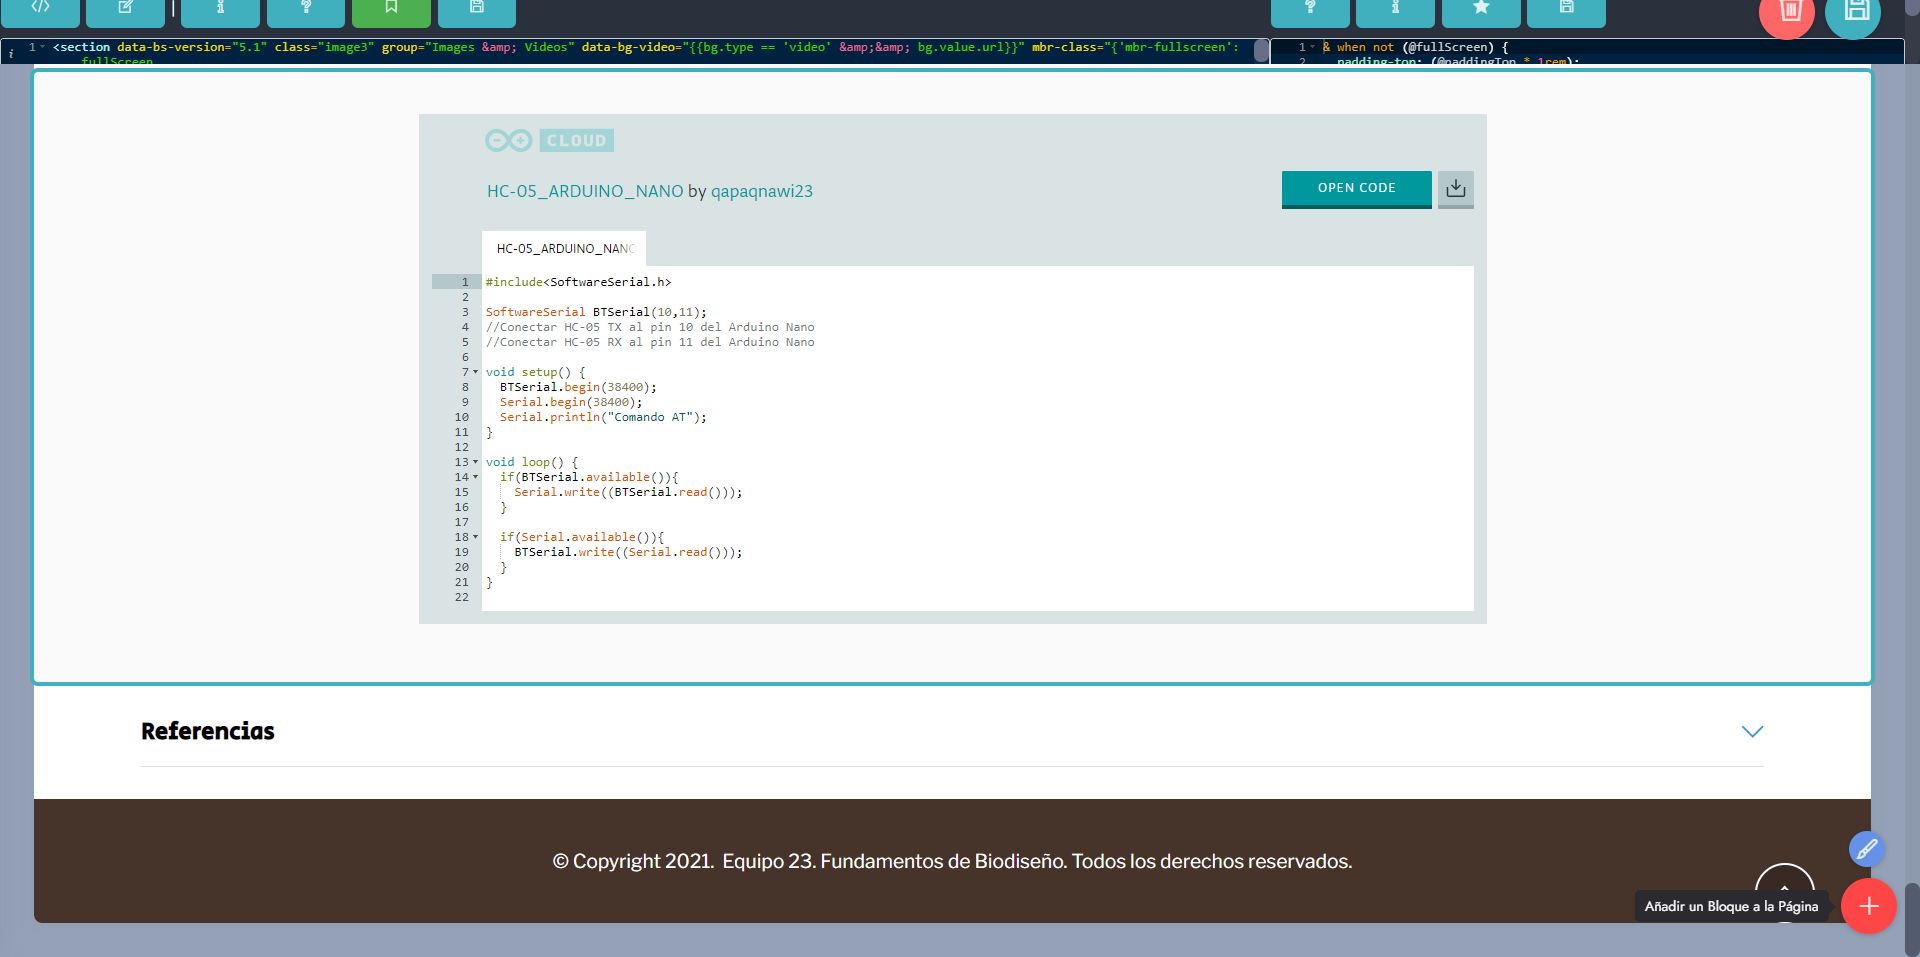 1 <section data-bs-version="5.1" class="image3" group="Images &amp; Videos" data-bg-video="{{bg.type == 'video' &amp;&amp; bg.value.url}}" mbr-class="{'mbr-fullscreen':
fullScreen
1 & when not (@fullScreen) {
2 padding-top: (@paddingTop * 1rem);
CLOUD
HC-05_ARDUINO_NANO by qapaqnawi23
OPEN CODE
HC-05_ARDUINO_NANO
1 #include<SoftwareSerial.h>
2
3 SoftwareSerial BTSerial(10,11);
4 //Conectar HC-05 TX al pin 10 del Arduino Nano
5 //Conectar HC-05 RX al pin 11 del Arduino Nano
6
7 void setup() {
8 BTSerial.begin(38400);
9 Serial.begin(38400);
10 Serial.println("Comando AT");
11 }
12
13 void loop() {
14 if(BTSerial.available()){
15 Serial.write((BTSerial.read()));
16 }
17
18 if(Serial.available()){
19 BTSerial.write((Serial.read()));
20 }
21 }
22
Referencias
© Copyright 2021. Equipo 23. Fundamentos de Biodiseño. Todos los derechos reservados.
Añadir un Bloque a la Página